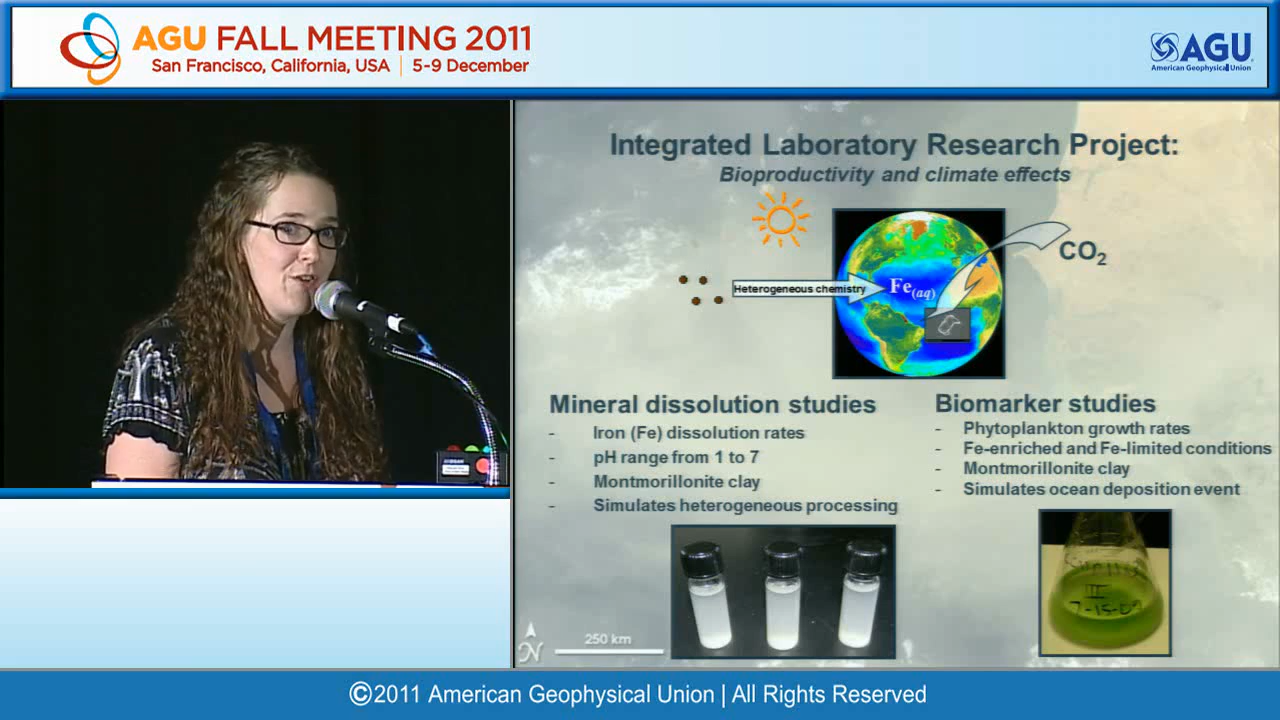 AGU FALL MEETING 2011
San Francisco, California, USA | 5-9 December
AGU
American Geophysical Union
Integrated Laboratory Research Project:
Bioproductivity and climate effects
CO2
Heterogeneous chemistry
Fe(aq)
Mineral dissolution studies
- Iron (Fe) dissolution rates
- pH range from 1 to 7
- Montmorillonite clay
- Simulates heterogeneous processing
Biomarker studies
- Phytoplankton growth rates
- Fe-enriched and Fe-limited conditions
- Montmorillonite clay
- Simulates ocean deposition event
III
7-15-09
N
250 km
©2011 American Geophysical Union | All Rights Reserved